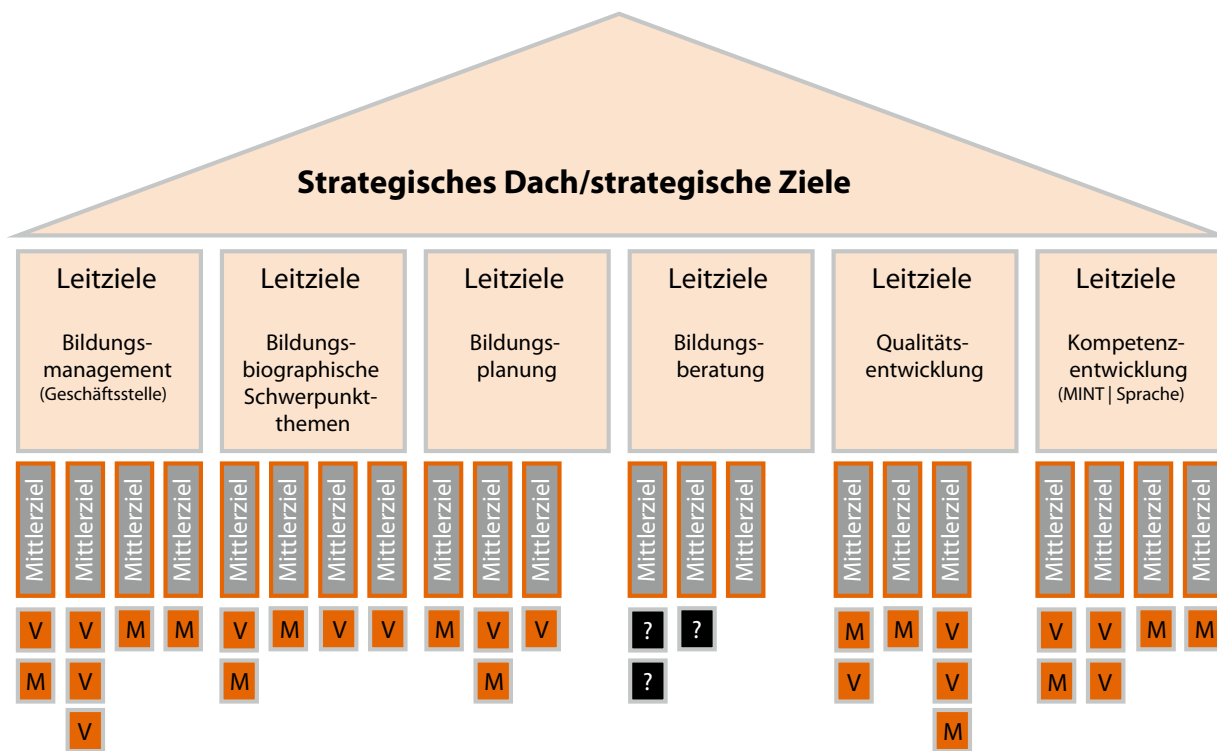 Strategisches Dach/strategische Ziele
Leitziele
Bildungs-
management
(Geschäftsstelle)
Leitziele
Bildungs-
biographische
Schwerpunkt-
themen
Leitziele
Bildungs-
planung
Leitziele
Bildungs-
beratung
Leitziele
Qualitäts-
entwicklung
Leitziele
Kompetenz-
entwicklung
(MINT | Sprache)
Mittlerziel Mittlerziel Mittlerziel Mittlerziel Mittlerziel Mittlerziel Mittlerziel Mittlerziel Mittlerziel Mittlerziel Mittlerziel Mittlerziel Mittlerziel Mittlerziel Mittlerziel Mittlerziel Mittlerziel Mittlerziel Mittlerziel Mittlerziel Mittlerziel
V V M M V M V V M V V ? ? M M V V V M M
M V M M ? V V M V
V M